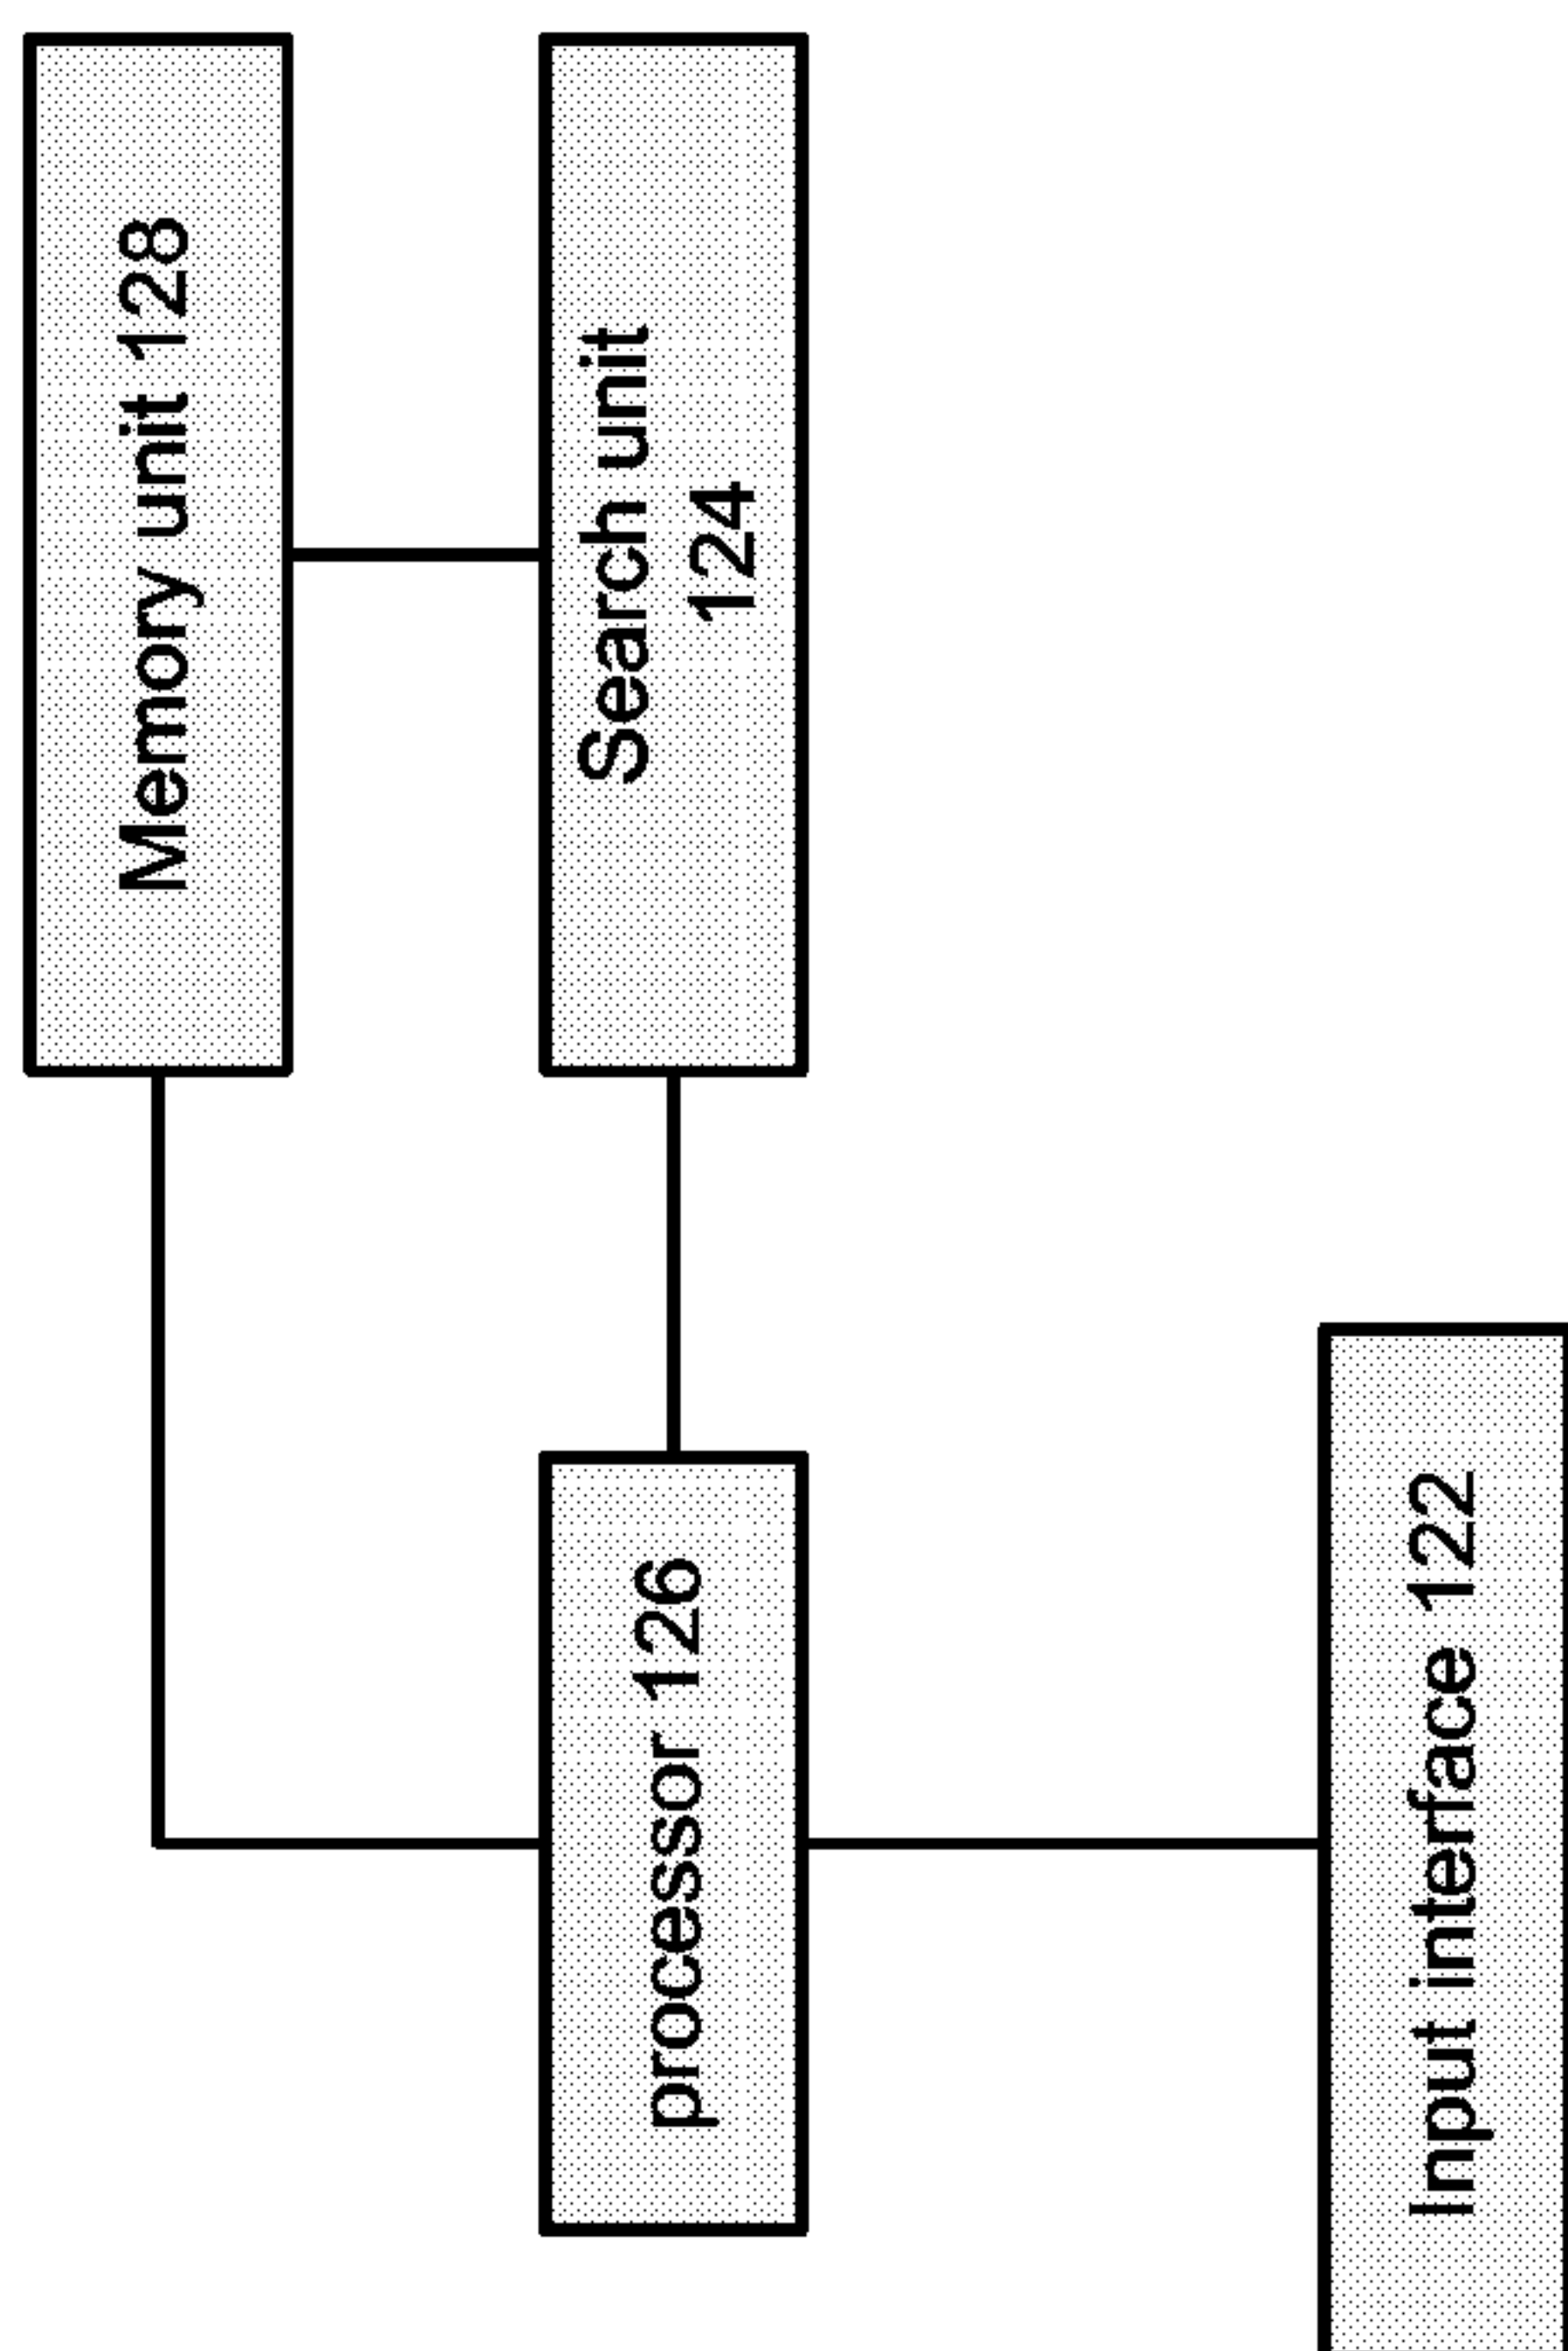 Memory unit 128
Search unit
124
processor 126
Input interface 122